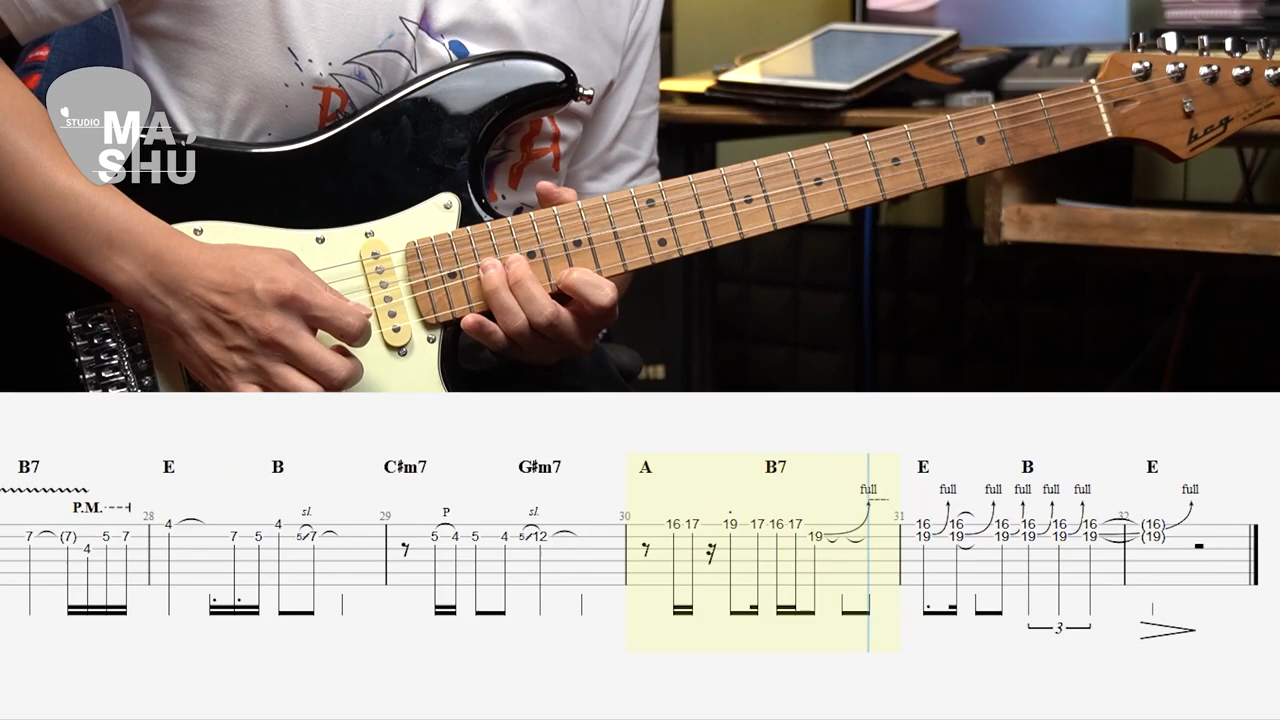 STUDIO
MA
SHU
bcg
B7 E B C#m7 G#m7 A B7 E B E
full full full full full full full
P.M. sl. P sl.
28 29 30 31 32
4 4 16 17 19 17 16 17 16 16 16 16 16 16 (16)
7 (7) 5 7 7 5 5/7 5 4 5 4 5/12 19 19 19 19 19 19 19 (19)
4
3